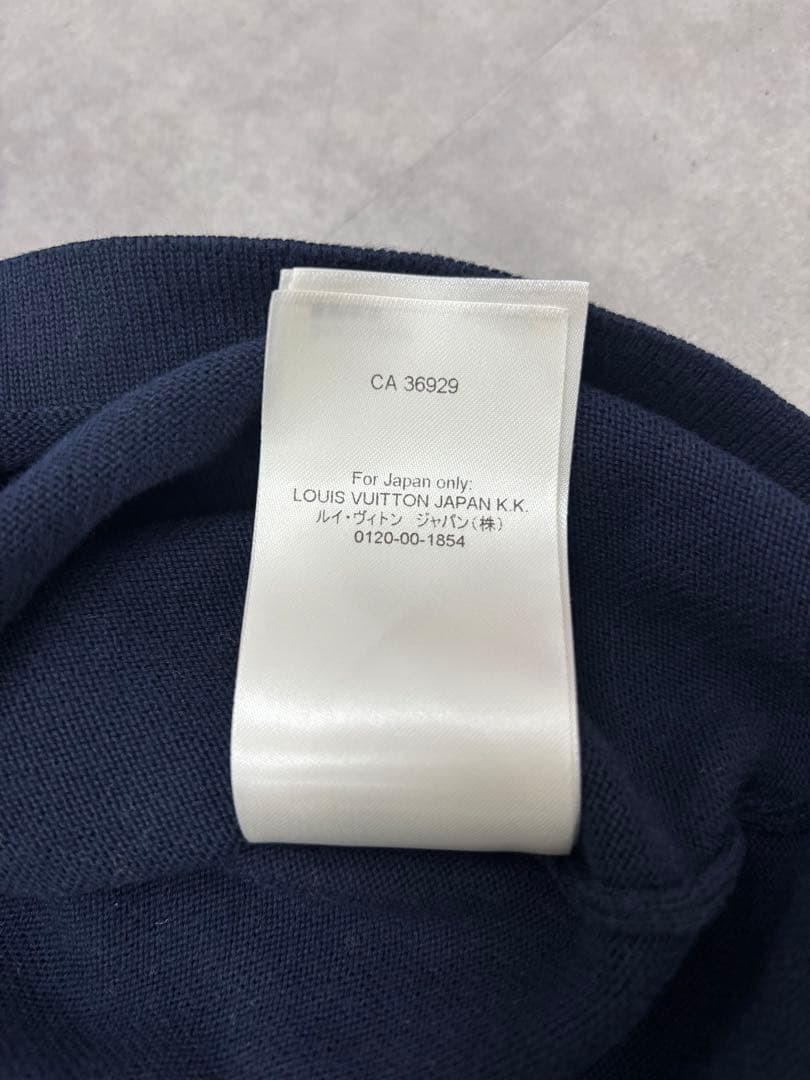 CA 36929
For Japan only:
LOUIS VUITTON JAPAN K.K.
ルイ・ヴィトン ジャパン(株)
0120-00-1854